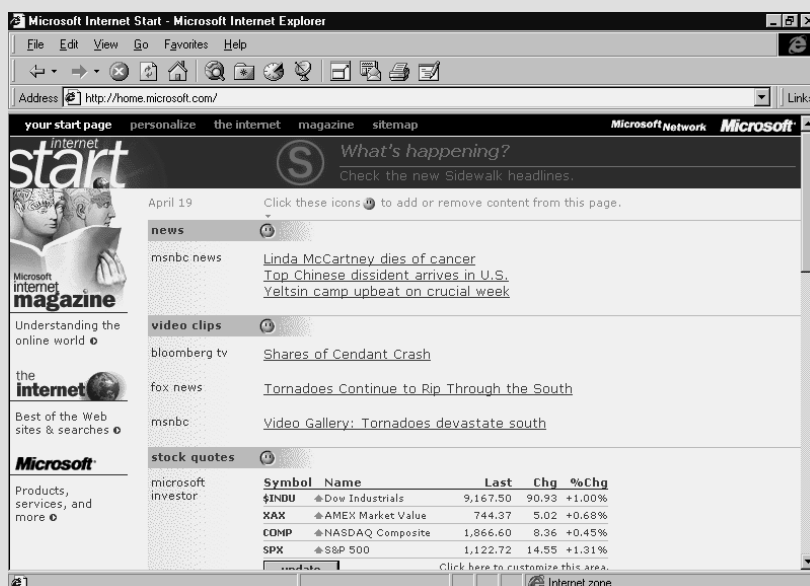 Microsoft Internet Start - Microsoft Internet Explorer
File Edit View Go Favorites Help
Address http://home.microsoft.com/ Links
your start page personalize the internet magazine sitemap Microsoft Network Microsoft
internet
start
What's happening?
Check the new Sidewalk headlines.
April 19 Click these icons to add or remove content from this page.
news
msnbc news Linda McCartney dies of cancer
Top Chinese dissident arrives in U.S.
Yeltsin camp upbeat on crucial week
Microsoft
internet
magazine
Understanding the
online world
video clips
bloomberg tv Shares of Cendant Crash
fox news Tornadoes Continue to Rip Through the South
msnbc Video Gallery: Tornadoes devastate south
the
internet
Best of the Web
sites & searches
Microsoft
Products,
services, and
more
stock quotes
microsoft
investor
Symbol Name Last Chg %Chg
$INDU Dow Industrials 9,167.50 90.93 +1.00%
XAX AMEX Market Value 744.37 5.02 +0.68%
COMP NASDAQ Composite 1,866.60 8.36 +0.45%
SPX S&P 500 1,122.72 14.55 +1.31%
update Click here to customize this area.
Internet zone